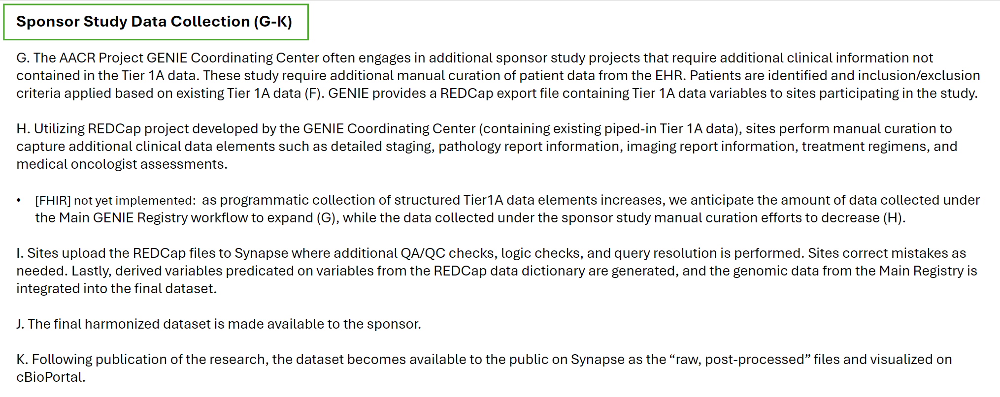 Sponsor Study Data Collection (G-K)
G. The AACR Project GENIE Coordinating Center often engages in additional sponsor study projects that require additional clinical information not
contained in the Tier 1A data. These study require additional manual curation of patient data from the EHR. Patients are identified and inclusion/exclusion
criteria applied based on existing Tier 1A data (F). GENIE provides a REDCap export file containing Tier 1A data variables to sites participating in the study.
H. Utilizing REDCap project developed by the GENIE Coordinating Center (containing existing piped-in Tier 1A data), sites perform manual curation to
capture additional clinical data elements such as detailed staging, pathology report information, imaging report information, treatment regimens, and
medical oncologist assessments.
• [FHIR] not yet implemented: as programmatic collection of structured Tier1A data elements increases, we anticipate the amount of data collected under
the Main GENIE Registry workflow to expand (G), while the data collected under the sponsor study manual curation efforts to decrease (H).
I. Sites upload the REDCap files to Synapse where additional QA/QC checks, logic checks, and query resolution is performed. Sites correct mistakes as
needed. Lastly, derived variables predicated on variables from the REDCap data dictionary are generated, and the genomic data from the Main Registry is
integrated into the final dataset.
J. The final harmonized dataset is made available to the sponsor.
K. Following publication of the research, the dataset becomes available to the public on Synapse as the “raw, post-processed” files and visualized on
cBioPortal.